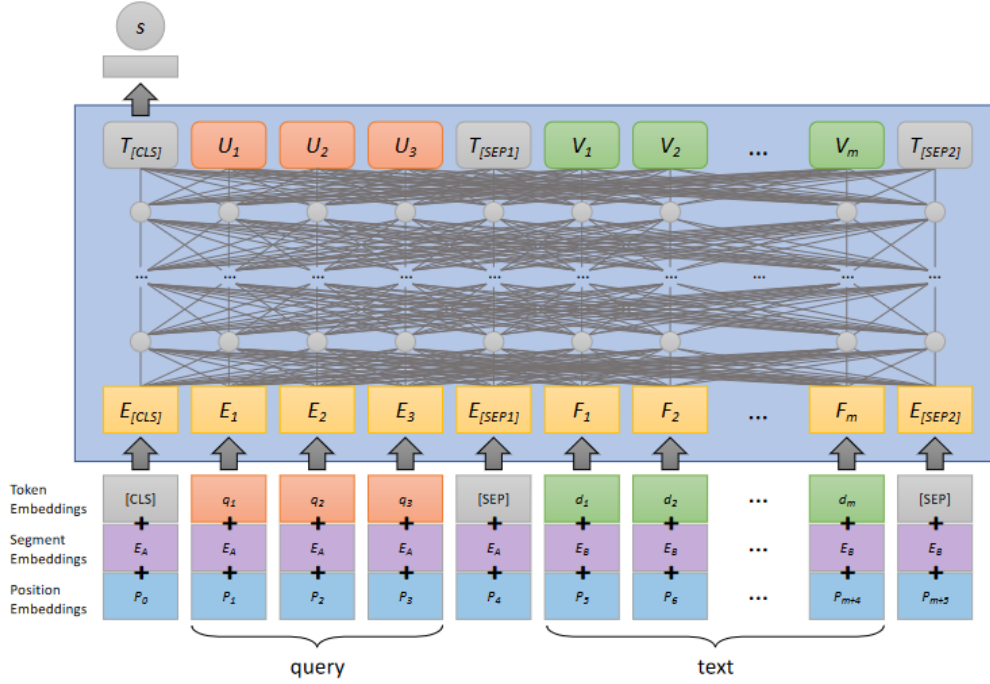 s
T[CLS] U1 U2 U3 T[SEP1] V1 V2 ... Vm T[SEP2]
... ... ... ... ... ... ... ... ... ...
E[CLS] E1 E2 E3 E[SEP1] F1 F2 ... Fm E[SEP2]
Token
Embeddings
[CLS] q1 q2 q3 [SEP] d1 d2 ... dm [SEP]
+ + + + + + + + +
Segment
Embeddings
EA EA EA EA EA EB EB ... EB EB
+ + + + + + + + +
Position
Embeddings
P0 P1 P2 P3 P4 P5 P6 ... Pm+4 Pm+5
query text